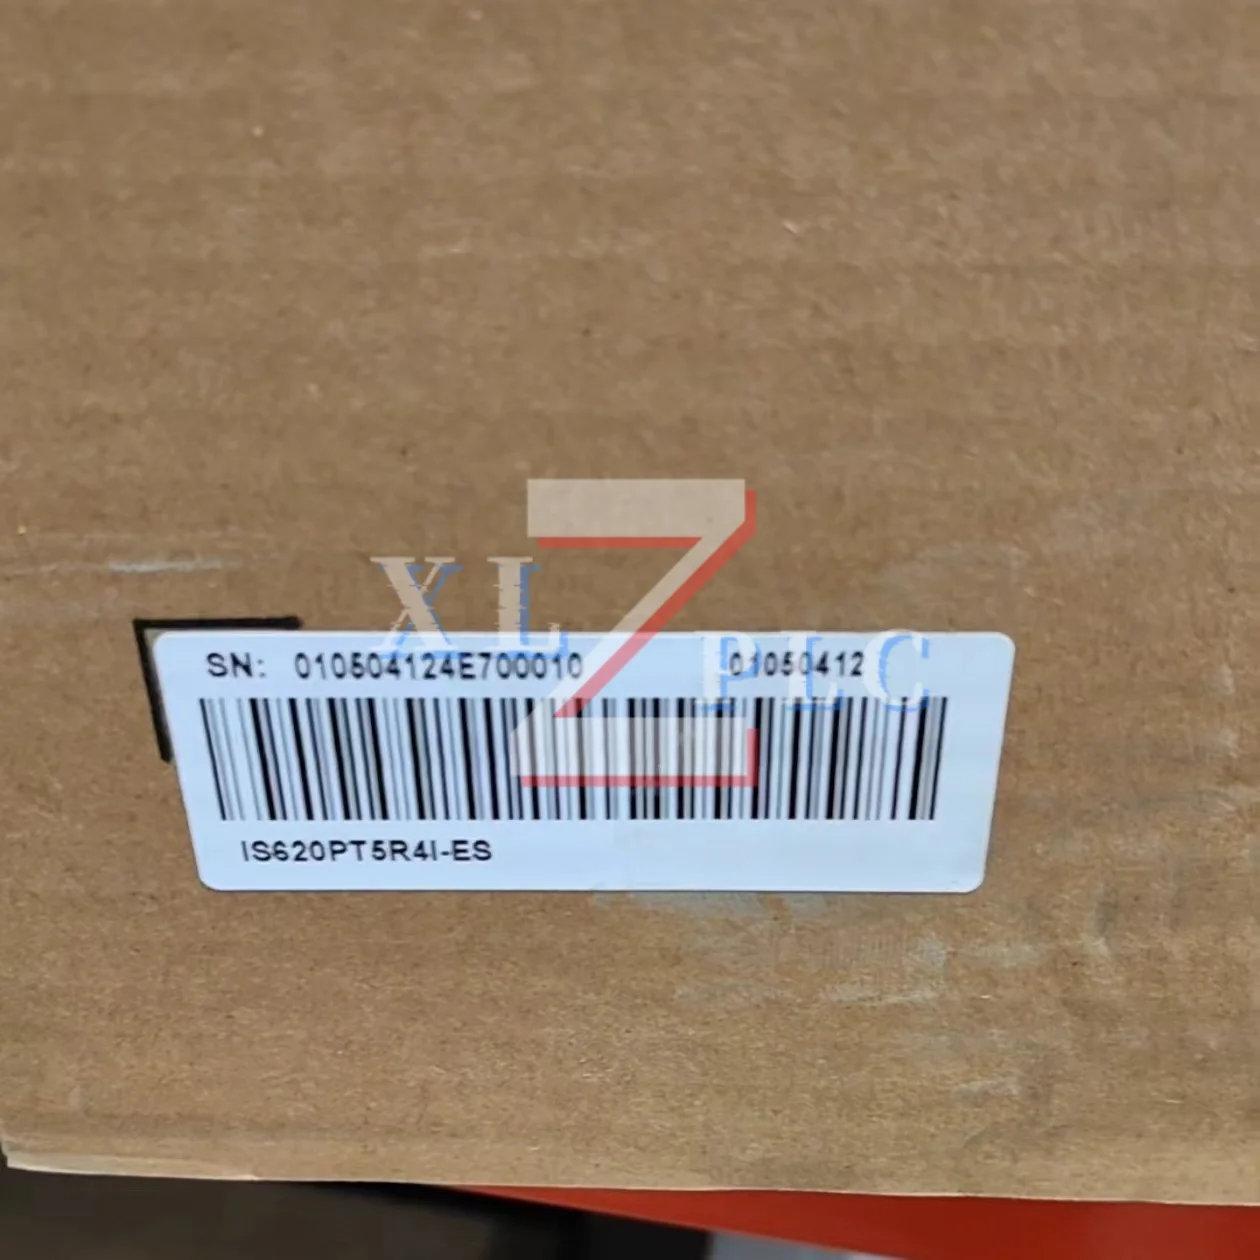 XLZ PLC
SN: 010504124E700010 01050412
IS620PT5R4I-ES